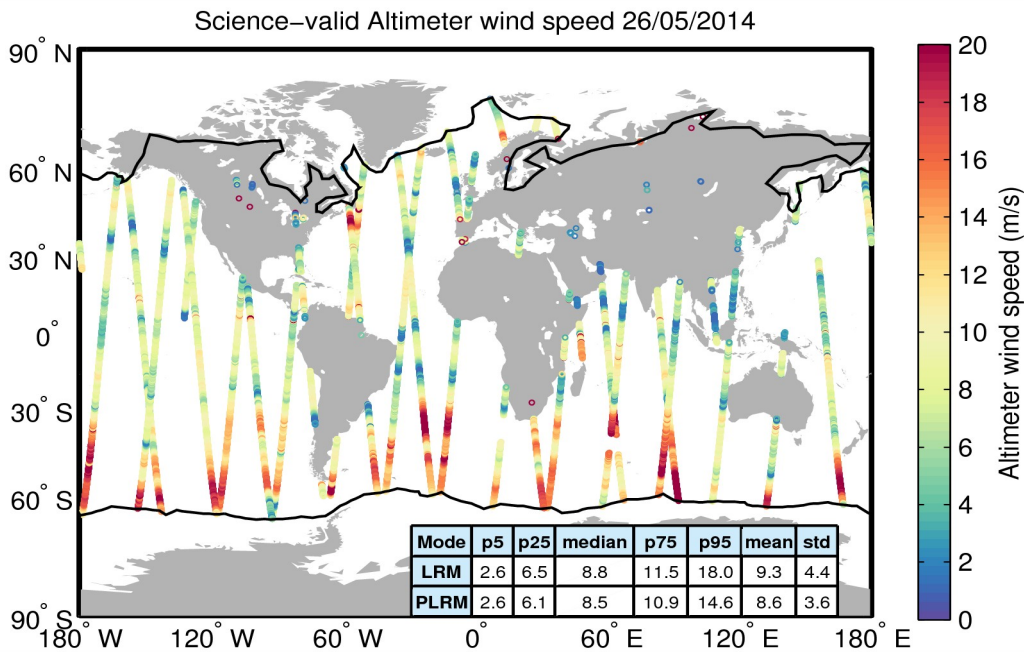 Science−valid Altimeter wind speed 26/05/2014
90° N
60° N
30° N
0°
30° S
60° S
90° S
180° W
120° W
60° W
0°
60° E
120° E
180° E
Mode p5 p25 median p75 p95 mean std
LRM 2.6 6.5 8.8 11.5 18.0 9.3 4.4
PLRM 2.6 6.1 8.5 10.9 14.6 8.6 3.6
20
18
16
14
12
10
8
6
4
2
0
Altimeter wind speed (m/s)